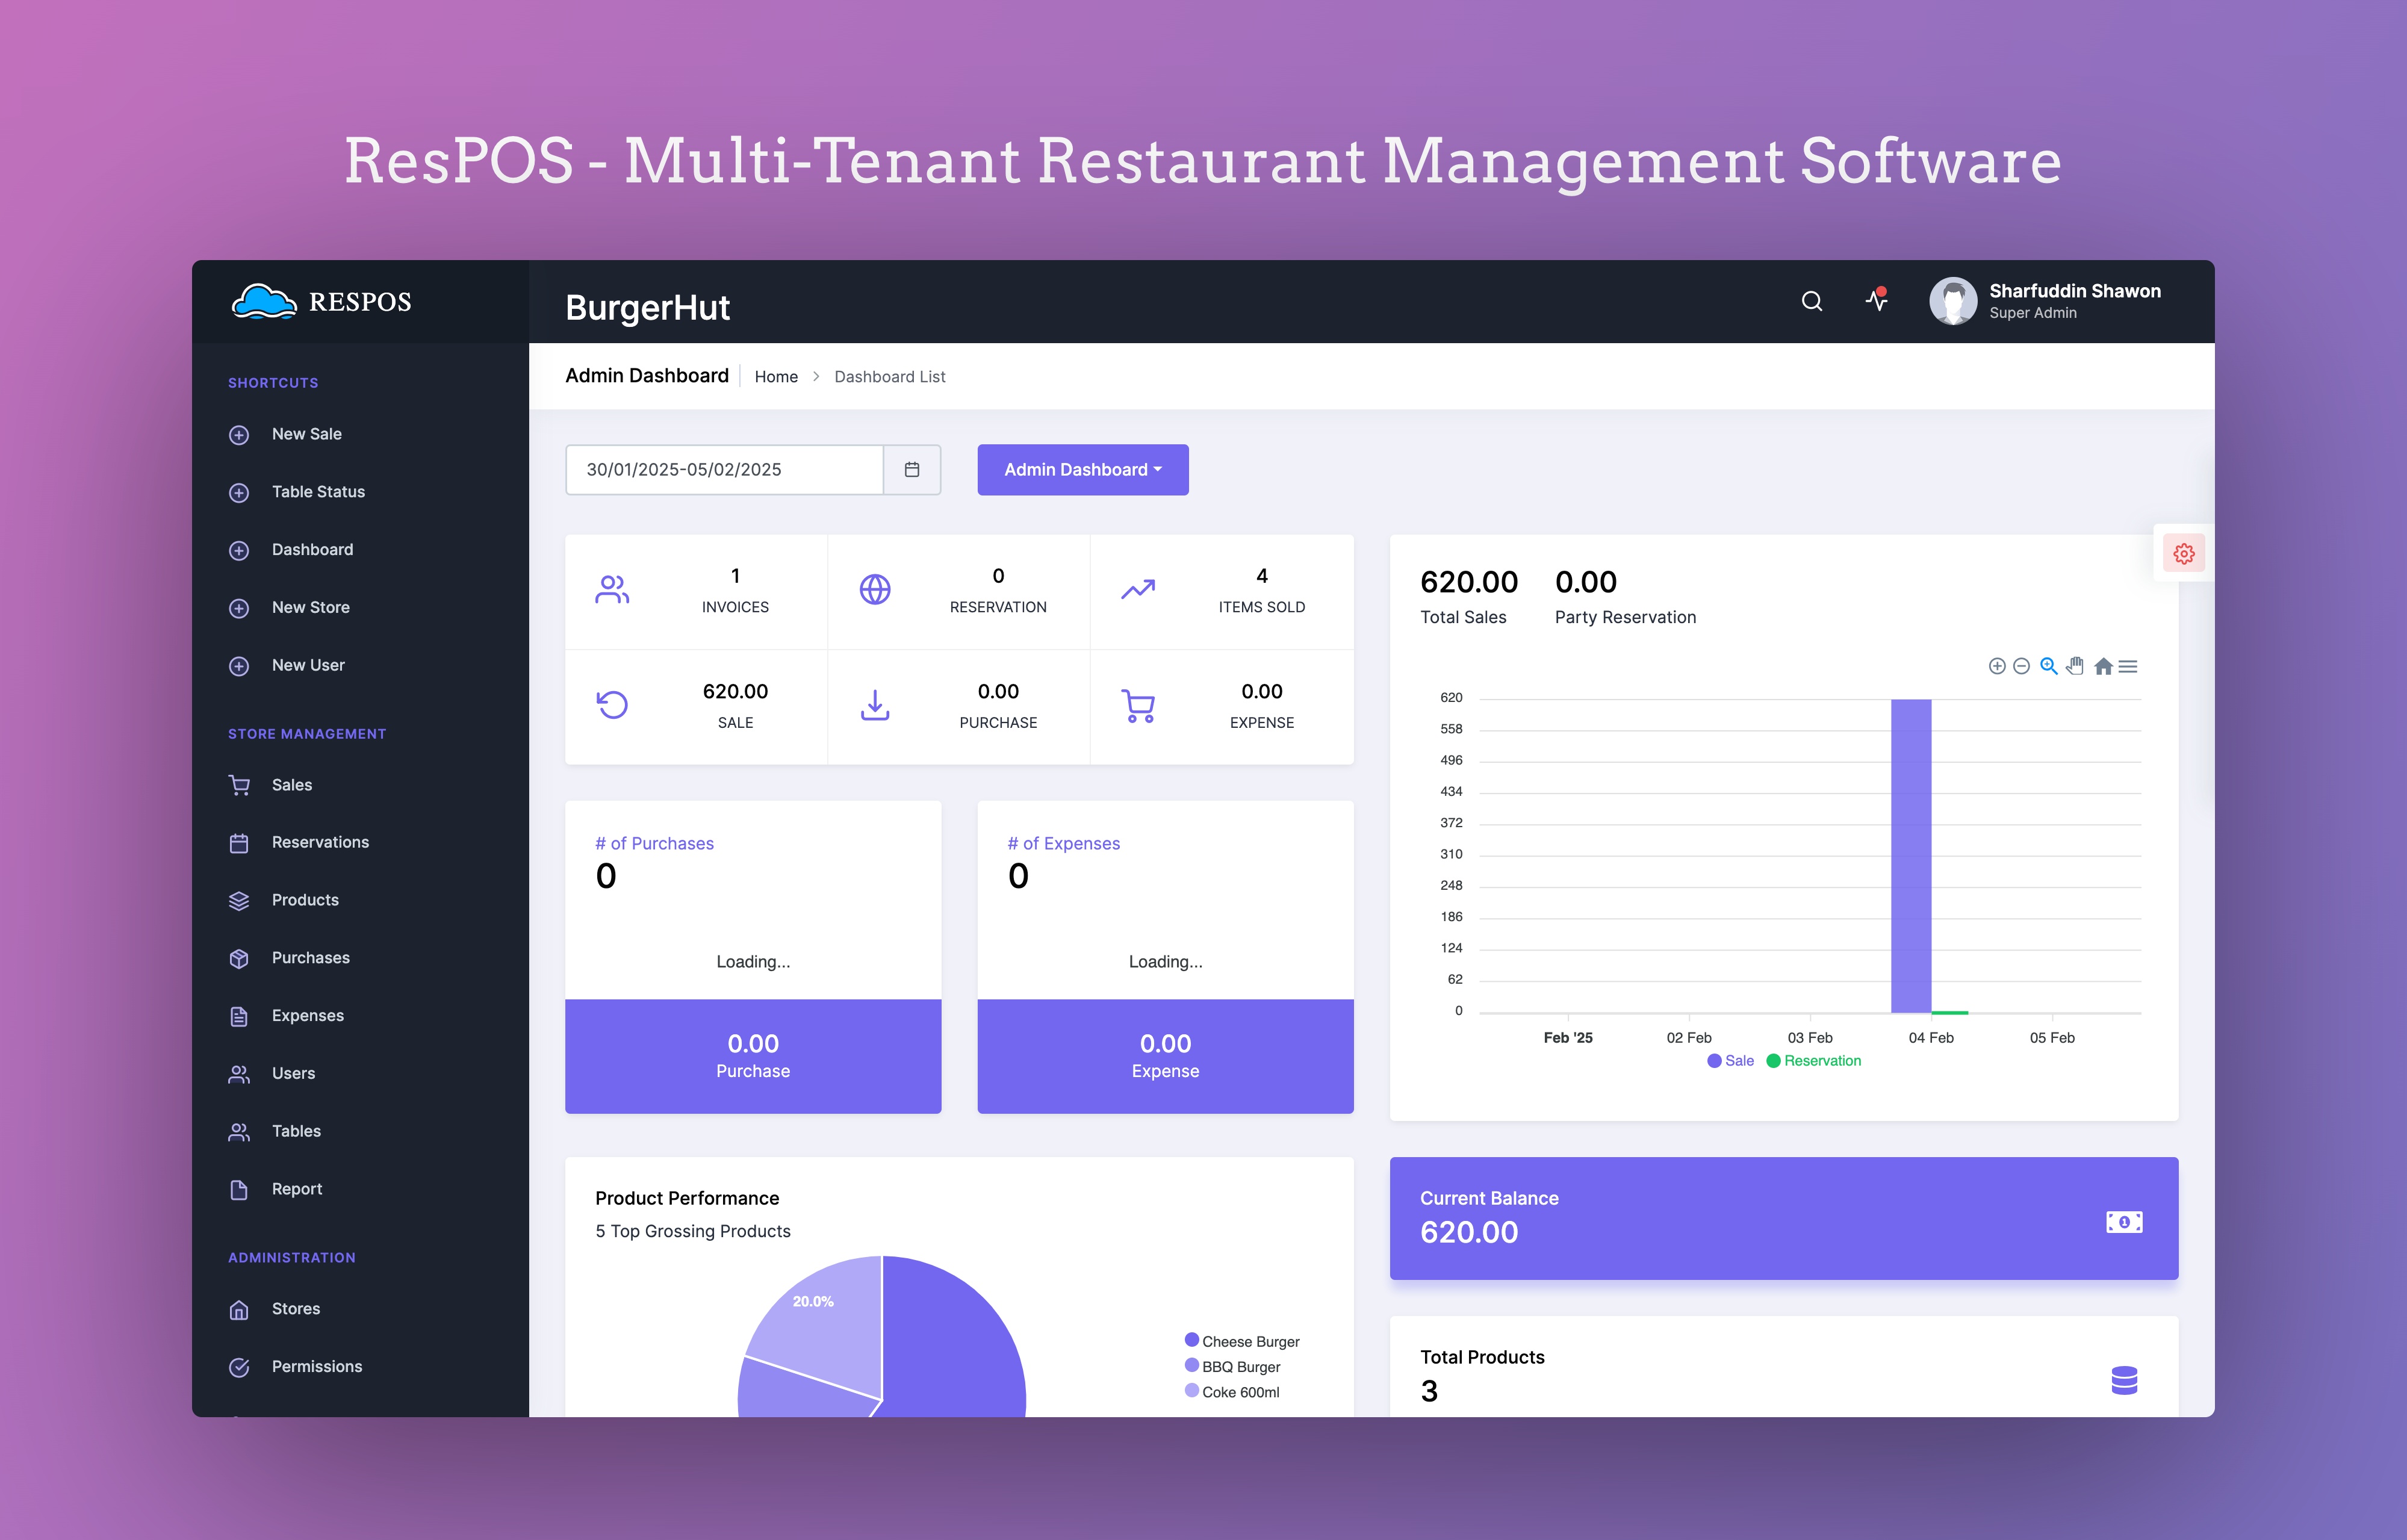 ResPOS - Multi-Tenant Restaurant Management Software
RESPOS
BurgerHut
Sharfuddin Shawon
Super Admin
SHORTCUTS
New Sale
Table Status
Dashboard
New Store
New User
STORE MANAGEMENT
Sales
Reservations
Products
Purchases
Expenses
Users
Tables
Report
ADMINISTRATION
Stores
Permissions
Admin Dashboard
Home > Dashboard List
30/01/2025-05/02/2025
Admin Dashboard
1
INVOICES
0
RESERVATION
4
ITEMS SOLD
620.00
SALE
0.00
PURCHASE
0.00
EXPENSE
# of Purchases
0
Loading...
0.00
Purchase
# of Expenses
0
Loading...
0.00
Expense
620.00
Total Sales
0.00
Party Reservation
620
558
496
434
372
310
248
186
124
62
0
Feb '25 02 Feb 03 Feb 04 Feb 05 Feb
Sale Reservation
Product Performance
5 Top Grossing Products
20.0%
Cheese Burger
BBQ Burger
Coke 600ml
Current Balance
620.00
1
Total Products
3